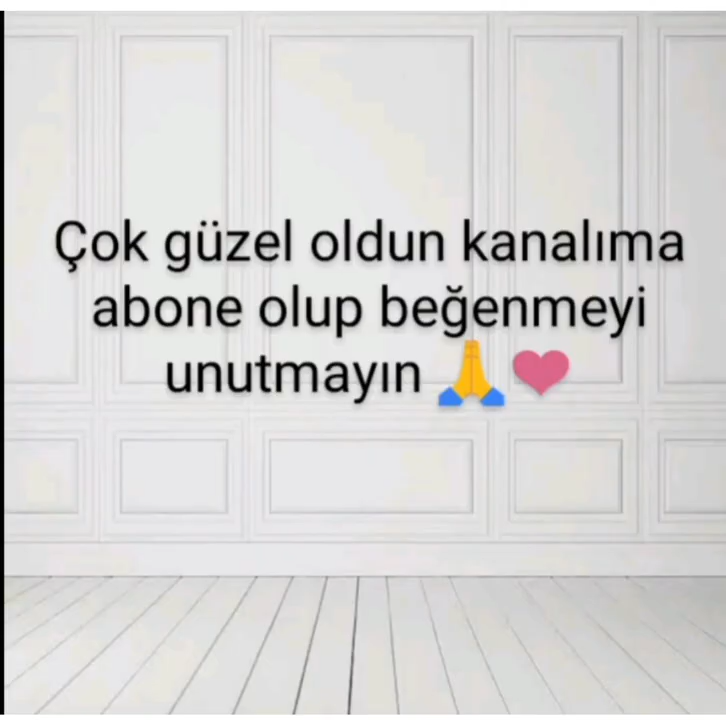 Çok güzel oldun kanalıma
abone olup beğenmeyi
unutmayın 🙏❤